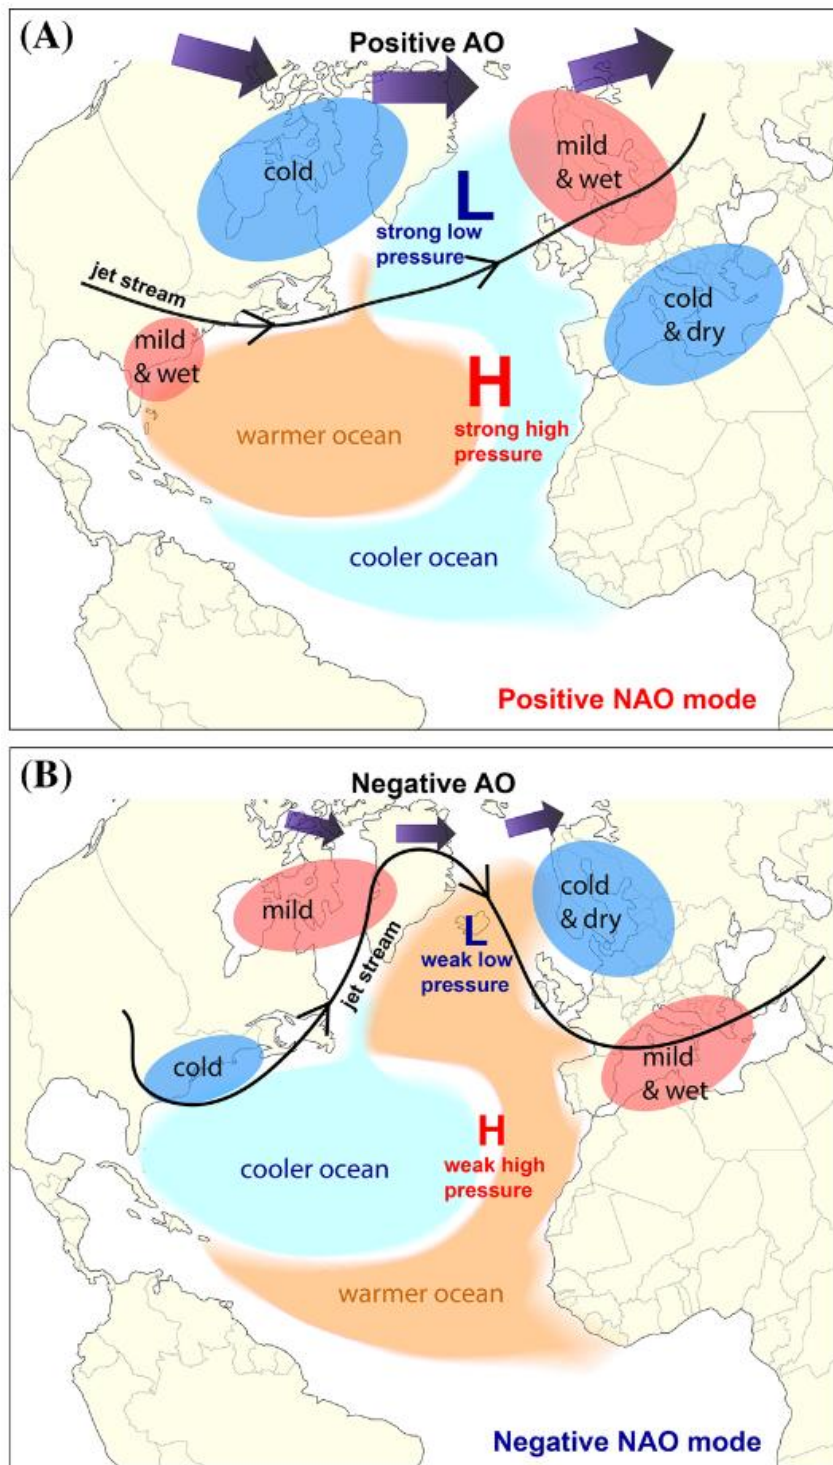 (A)
Positive AO
cold
mild
& wet
L
strong low
pressure
jet stream
cold
& dry
mild
& wet
H
strong high
pressure
warmer ocean
cooler ocean
Positive NAO mode
(B)
Negative AO
mild
cold
& dry
L
weak low
pressure
jet stream
cold
mild
& wet
H
weak high
pressure
cooler ocean
warmer ocean
Negative NAO mode